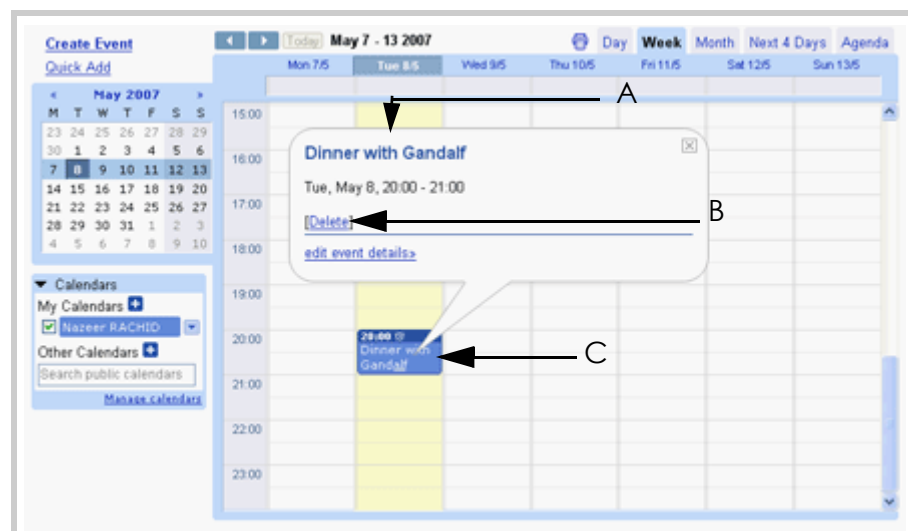 Create Event
Quick Add
Today May 7 - 13 2007
Day Week Month Next 4 Days Agenda
Mon 7/5 Tue 8/5 Wed 9/5 Thu 10/5 Fri 11/5 Sat 12/5 Sun 13/5
« May 2007 »
M T W T F S S
23 24 25 26 27 28 29
30 1 2 3 4 5 6
7 8 9 10 11 12 13
14 15 16 17 18 19 20
21 22 23 24 25 26 27
28 29 30 31 1 2 3
4 5 6 7 8 9 10
Calendars
My Calendars
Nazeer RACHID
Other Calendars
Search public calendars
Manage calendars
A
15:00
16:00
17:00
18:00
19:00
20:00
21:00
22:00
23:00
Dinner with Gandalf
Tue, May 8, 20:00 - 21:00
[Delete]
B
edit event details»
20:00
Dinner with
Gandalf
C